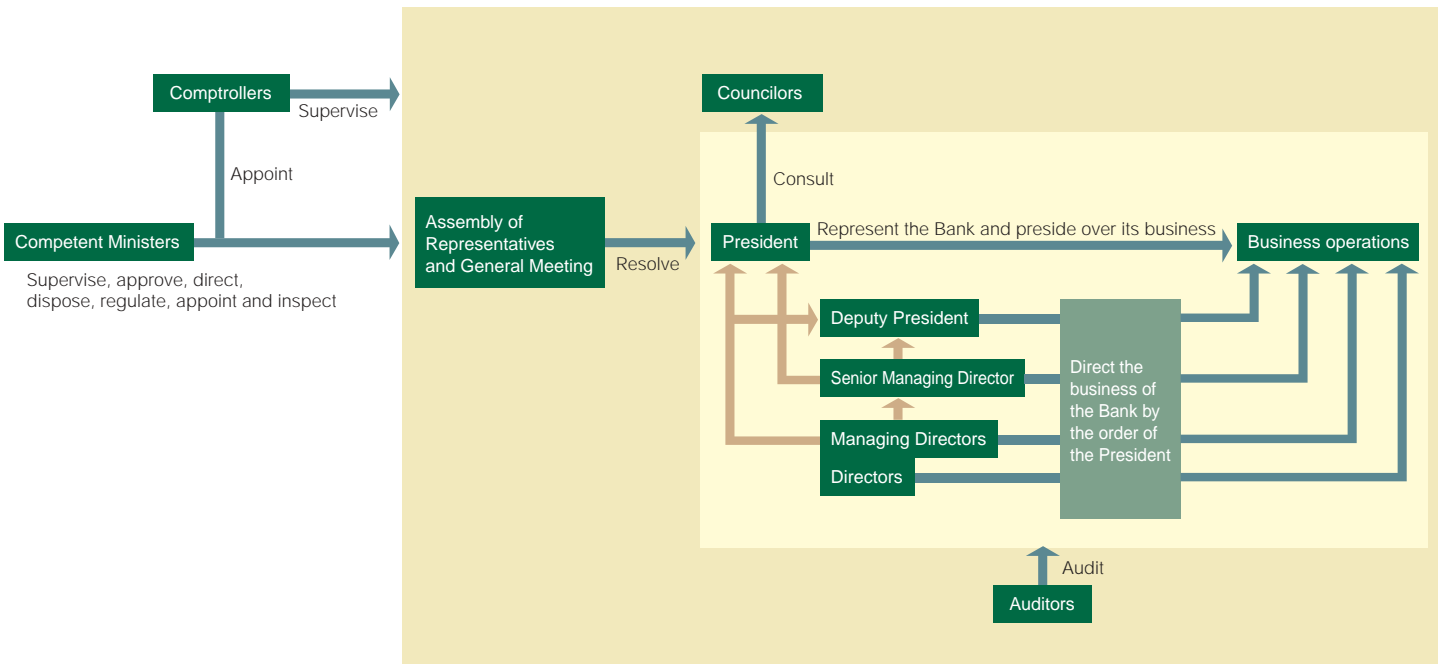 Comptrollers
Supervise
Appoint
Competent Ministers
Supervise, approve, direct,
dispose, regulate, appoint and inspect
Assembly of
Representatives
and General Meeting
Resolve
Councilors
Consult
President
Represent the Bank and preside over its business
Business operations
Deputy President
Senior Managing Director
Managing Directors
Directors
Direct the
business of
the Bank by
the order of
the President
Audit
Auditors